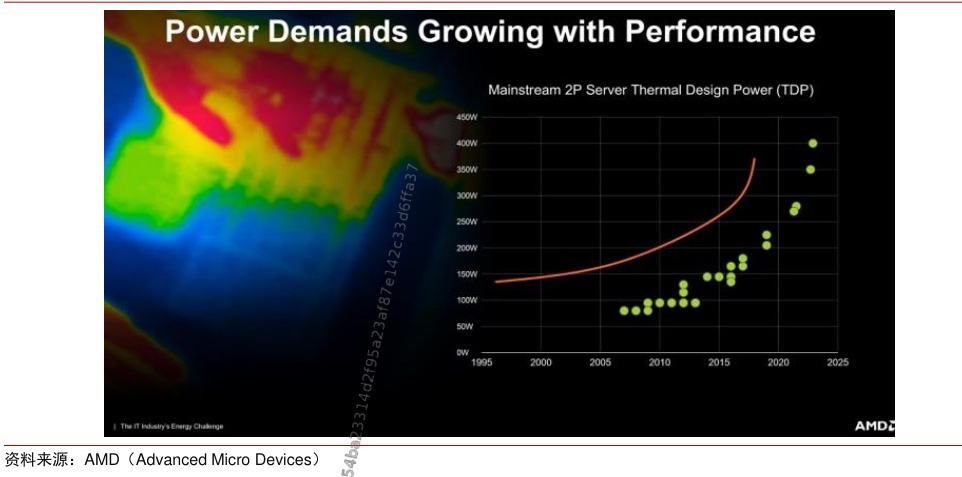 Power Demands Growing with Performance
Mainstream 2P Server Thermal Design Power (TDP)
450W
400W
350W
300W
250W
200W
150W
100W
50W
0W
1995 2000 2005 2010 2015 2020 2025
| The IT Industry's Energy Challenge
AMD
54ba23314d2f95a23af87e142c33d6ffa37
资料来源：AMD（Advanced Micro Devices）